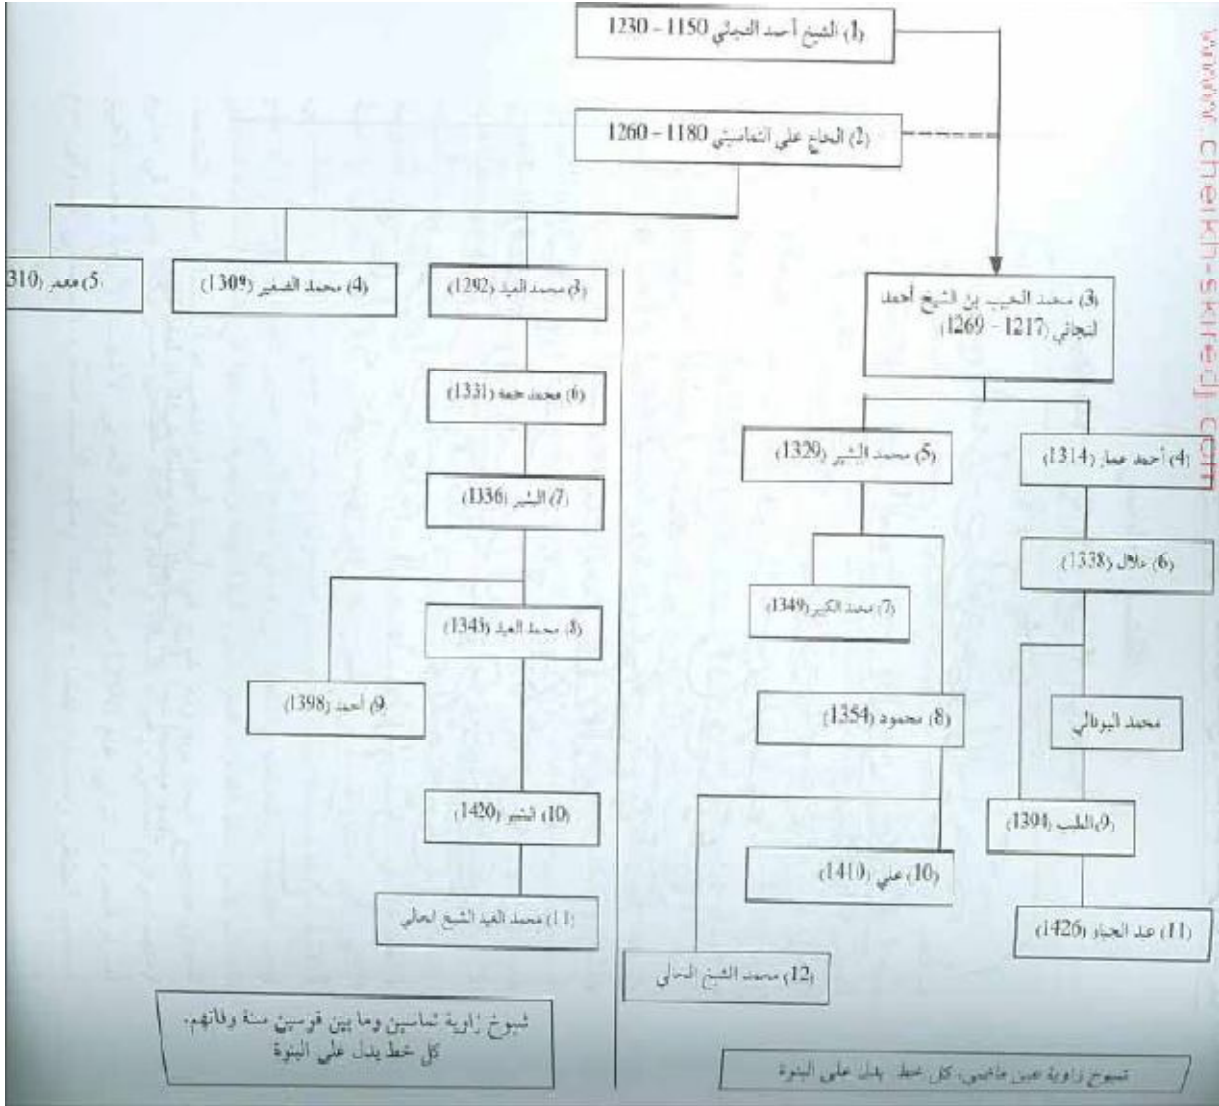 (1) الشيخ أحمد التجاني 1150 – 1230
(2) الحاج علي التماسيني 1180 – 1260
(3) محمد الحبيب بن الشيخ أحمد
التجاني (1217 – 1269)
(4) أحمد عمار (1314)
(5) محمد البشير (1329)
(6) علال (1338)
(7) محمد الكبير (1349)
محمد
(8) محمود (1354)
(9) الطيب (1394)
(10) علي (1410)
(11) عبد الجبار (1426)
(12) محمد الشيخ الحالي
شيوخ زاوية عين ماضي، كل خط يدل على البنوة
(3) محمد العيد (1292)
(4) محمد الصغير (1309)
(5) معمر (1310)
(6) محمد حمة (1331)
(7) البشير (1336)
(8) محمد العيد (1343)
(9) أحمد (1398)
(10) البشير (1420)
(11) محمد العيد الشيخ الحالي
شيوخ زاوية تماسين وما بين قوسين سنة وفاتهم،
كل خط يدل على البنوة
www.cheikh-skiredj.com